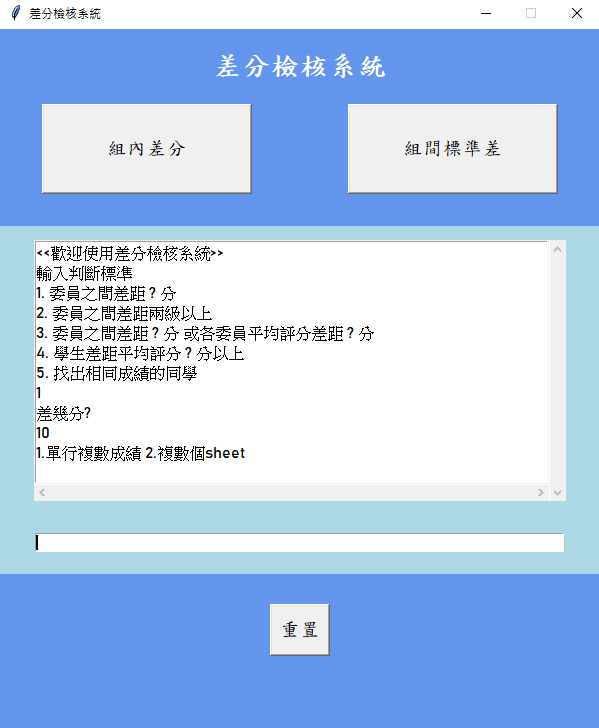 差分檢核系統
差分檢核系統
組內差分
組間標準差
<<歡迎使用差分檢核系統>>
輸入判斷標準
1. 委員之間差距 ? 分
2. 委員之間差距兩級以上
3. 委員之間差距 ? 分 或各委員平均評分差距 ? 分
4. 學生差距平均評分 ? 分以上
5. 找出相同成績的同學
1
差幾分?
10
1.單行複數成績 2.複數個sheet
重置